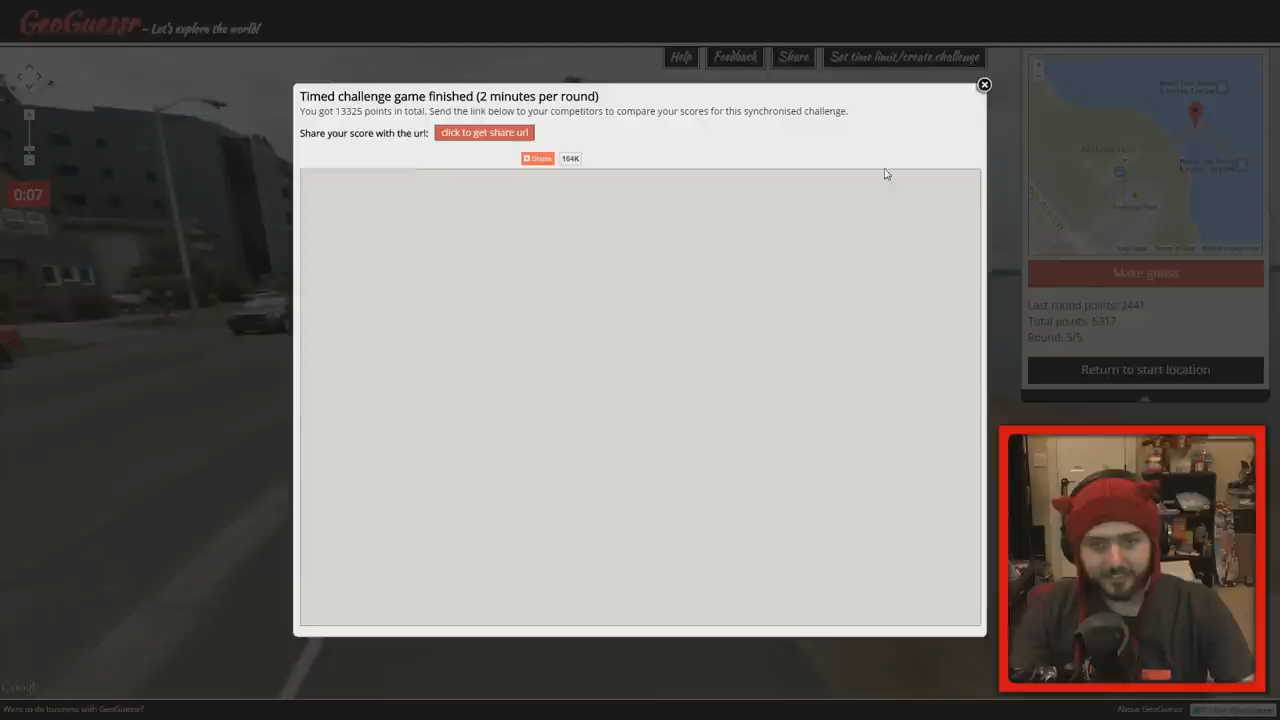 GeoGuessr - Let's explore the world!
Help
Feedback
Share
Set time limit/create challenge
Timed challenge game finished (2 minutes per round)
You got 13325 points in total. Send the link below to your competitors to compare your scores for this synchronised challenge.
Share your score with the url:
click to get share url
Share
164K
0:07
Make guess
Last round points: 2441
Total points: 6917
Round: 5/5
Return to start location
Google
Want to do business with GeoGuessr?
About GeoGuessr